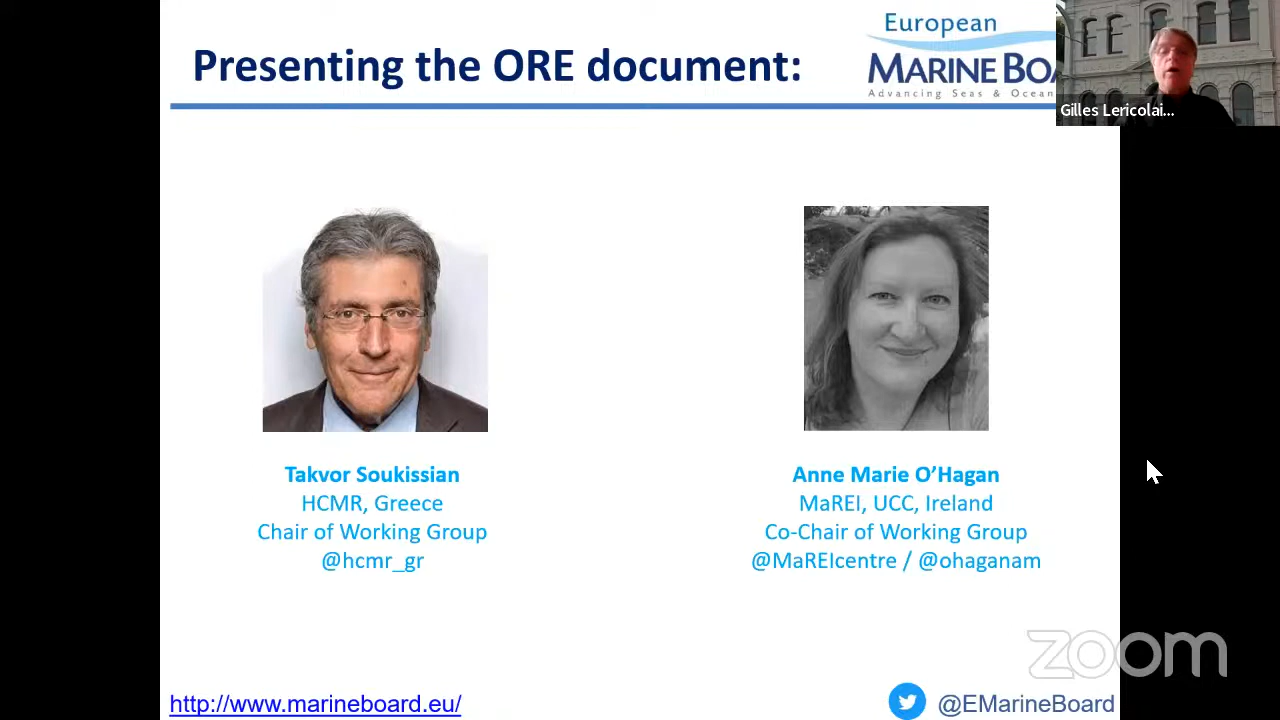 Presenting the ORE document:
European
MARINE BOA
Advancing Seas & Ocean
Gilles Lericolai...
Takvor Soukissian
HCMR, Greece
Chair of Working Group
@hcmr_gr
Anne Marie O’Hagan
MaREI, UCC, Ireland
Co-Chair of Working Group
@MaREIcentre / @ohaganam
zoom
http://www.marineboard.eu/
@EMarineBoard